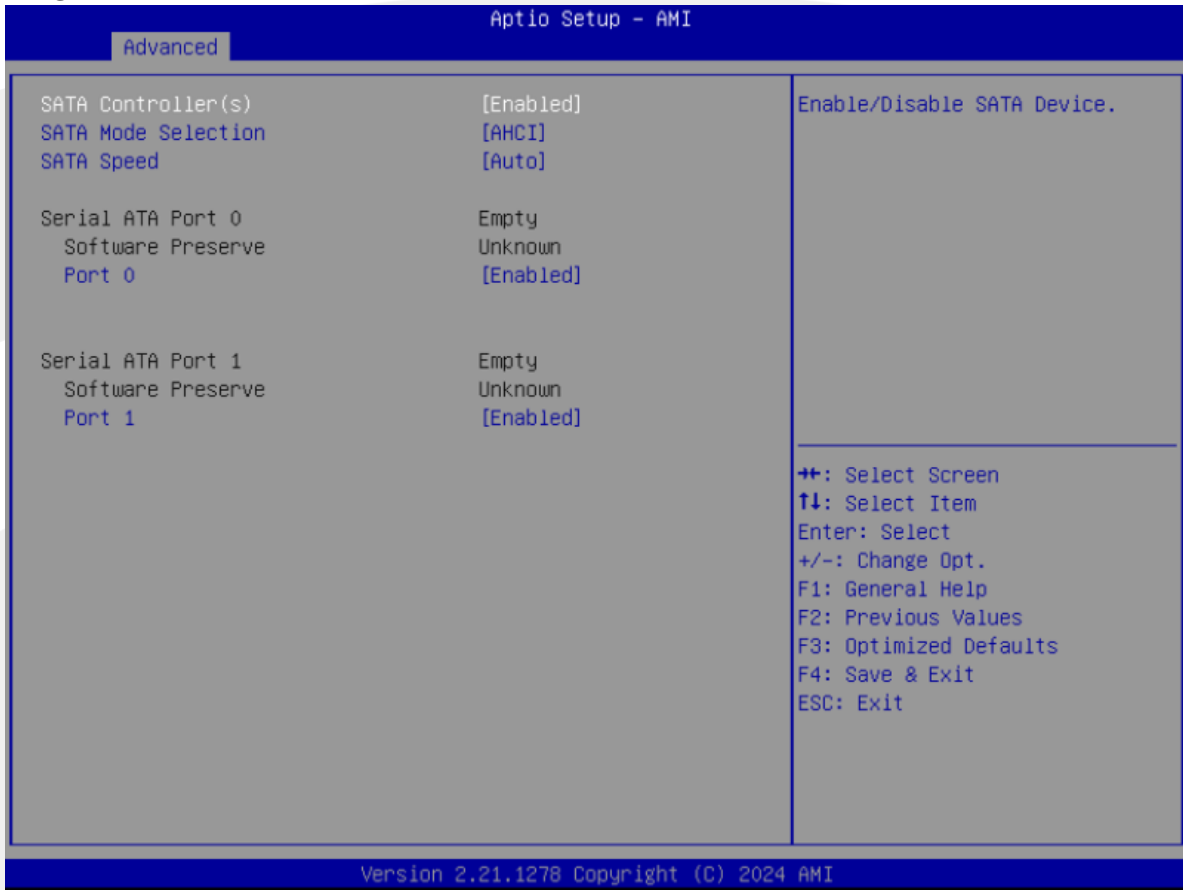 Aptio Setup - AMI
Advanced
SATA Controller(s) [Enabled]
SATA Mode Selection [AHCI]
SATA Speed [Auto]
Serial ATA Port 0 Empty
Software Preserve Unknown
Port 0 [Enabled]
Serial ATA Port 1 Empty
Software Preserve Unknown
Port 1 [Enabled]
Enable/Disable SATA Device.
→←: Select Screen
↑↓: Select Item
Enter: Select
+/-: Change Opt.
F1: General Help
F2: Previous Values
F3: Optimized Defaults
F4: Save & Exit
ESC: Exit
Version 2.21.1278 Copyright (C) 2024 AMI